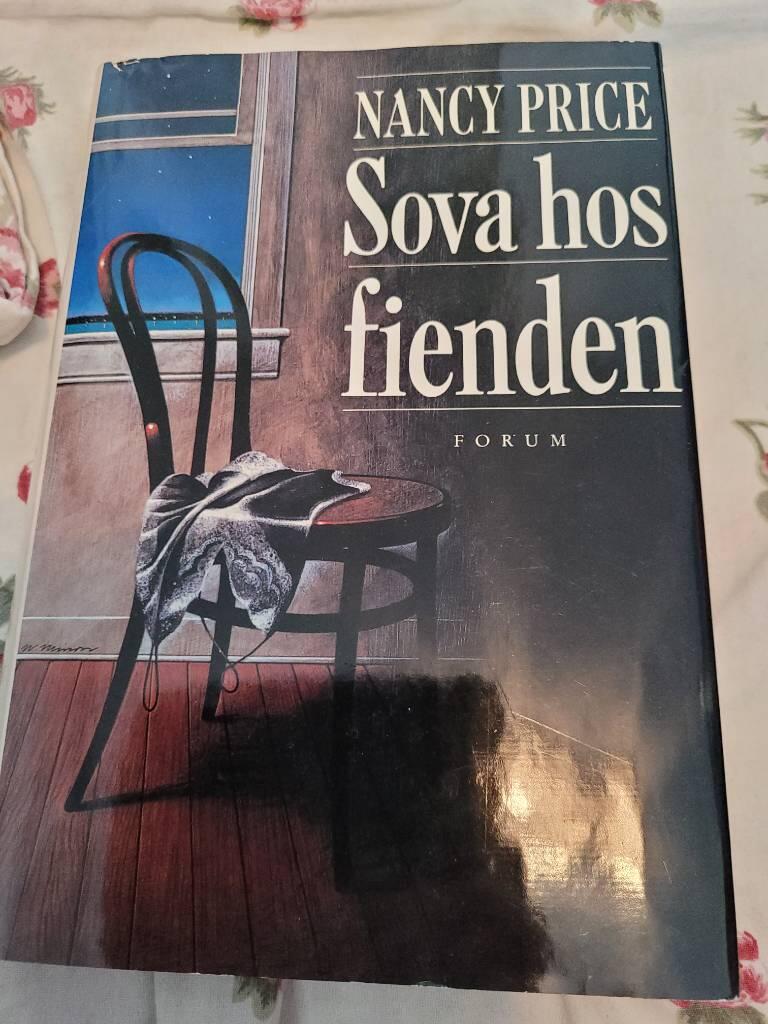 NANCY PRICE
Sova hos
fienden
FORUM